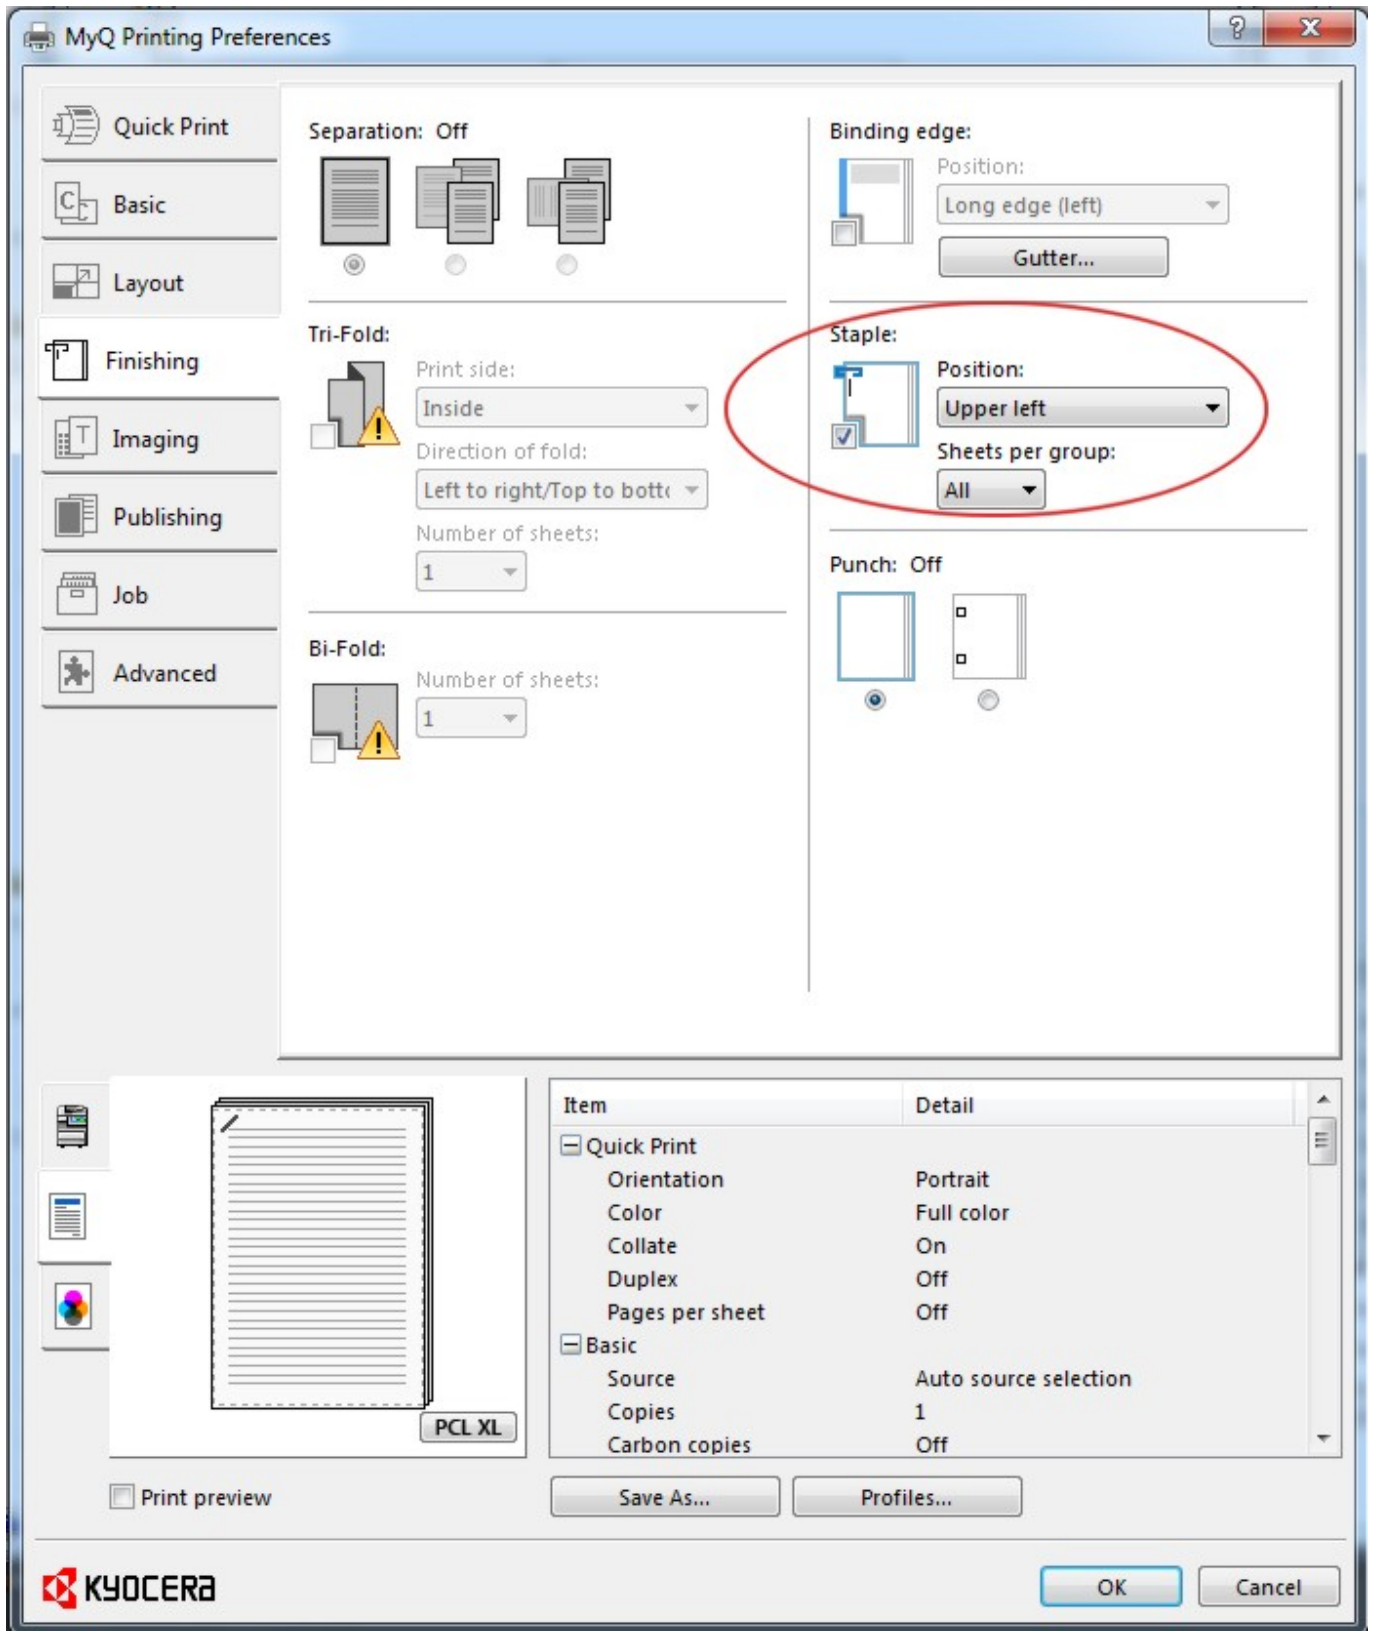 MyQ Printing Preferences
Quick Print
Basic
Layout
Finishing
Imaging
Publishing
Job
Advanced
Separation: Off
Tri-Fold:
Print side:
Inside
Direction of fold:
Left to right/Top to botto
Number of sheets:
1
Bi-Fold:
Number of sheets:
1
Binding edge:
Position:
Long edge (left)
Gutter...
Staple:
Position:
Upper left
Sheets per group:
All
Punch: Off
PCL XL
Print preview
Item Detail
Quick Print
Orientation Portrait
Color Full color
Collate On
Duplex Off
Pages per sheet Off
Basic
Source Auto source selection
Copies 1
Carbon copies Off
Save As... Profiles...
KYOCERA
OK Cancel